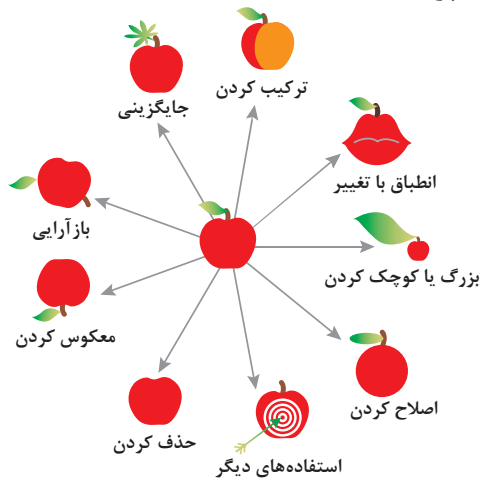 ترکیب کردن
جایگزینی
انطباق با تغییر
بازآرایی
بزرگ یا کوچک کردن
معکوس کردن
اصلاح کردن
حذف کردن
استفاده‌های دیگر